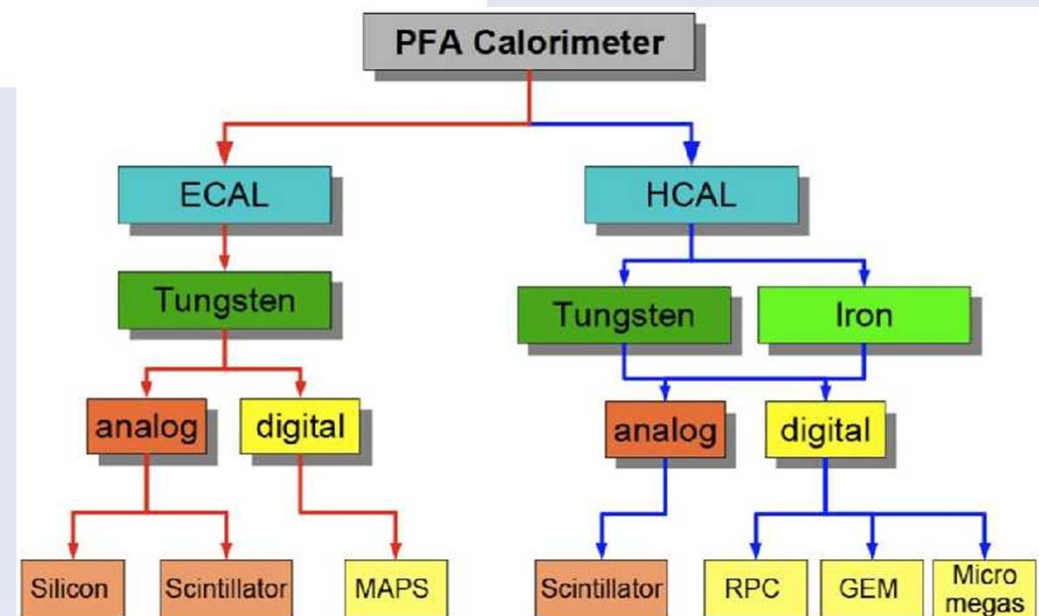 PFA Calorimeter
ECAL
HCAL
Tungsten
Tungsten
Iron
analog
digital
analog
digital
Silicon
Scintillator
MAPS
Scintillator
RPC
GEM
Micro
megas